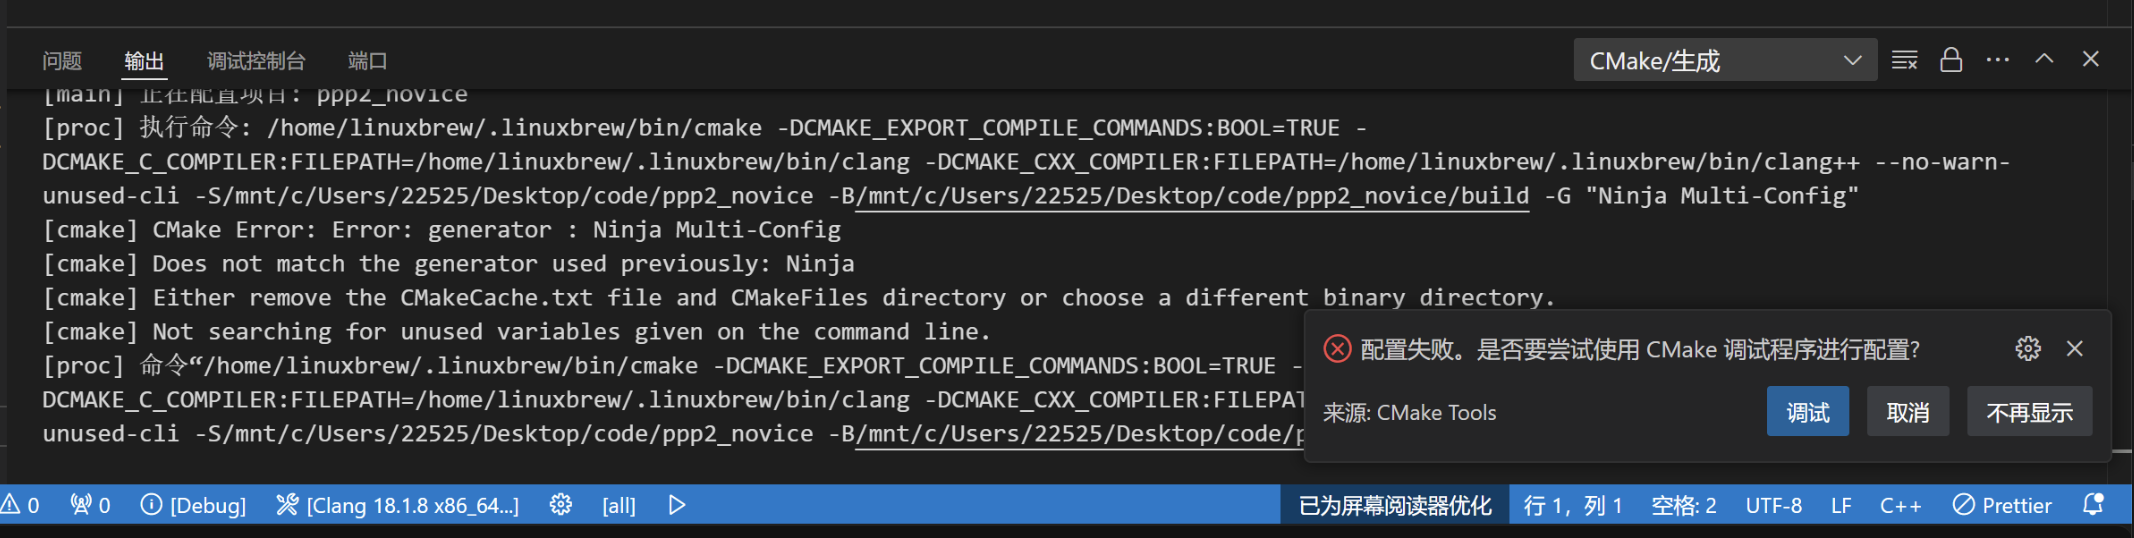 问题 输出 调试控制台 端口 CMake/生成
[main] 正在配置项目: ppp2_novice
[proc] 执行命令: /home/linuxbrew/.linuxbrew/bin/cmake -DCMAKE_EXPORT_COMPILE_COMMANDS:BOOL=TRUE -
DCMAKE_C_COMPILER:FILEPATH=/home/linuxbrew/.linuxbrew/bin/clang -DCMAKE_CXX_COMPILER:FILEPATH=/home/linuxbrew/.linuxbrew/bin/clang++ --no-warn-
unused-cli -S/mnt/c/Users/22525/Desktop/code/ppp2_novice -B/mnt/c/Users/22525/Desktop/code/ppp2_novice/build -G "Ninja Multi-Config"
[cmake] CMake Error: Error: generator : Ninja Multi-Config
[cmake] Does not match the generator used previously: Ninja
[cmake] Either remove the CMakeCache.txt file and CMakeFiles directory or choose a different binary directory.
[cmake] Not searching for unused variables given on the command line.
[proc] 命令“/home/linuxbrew/.linuxbrew/bin/cmake -DCMAKE_EXPORT_COMPILE_COMMANDS:BOOL=TRUE -
DCMAKE_C_COMPILER:FILEPATH=/home/linuxbrew/.linuxbrew/bin/clang -DCMAKE_CXX_COMPILER:FILEPAT
unused-cli -S/mnt/c/Users/22525/Desktop/code/ppp2_novice -B/mnt/c/Users/22525/Desktop/code/p
配置失败。是否要尝试使用 CMake 调试程序进行配置?
来源: CMake Tools 调试 取消 不再显示
0 0 [Debug] [Clang 18.1.8 x86_64...] [all] 已为屏幕阅读器优化 行 1，列 1 空格: 2 UTF-8 LF C++ Prettier